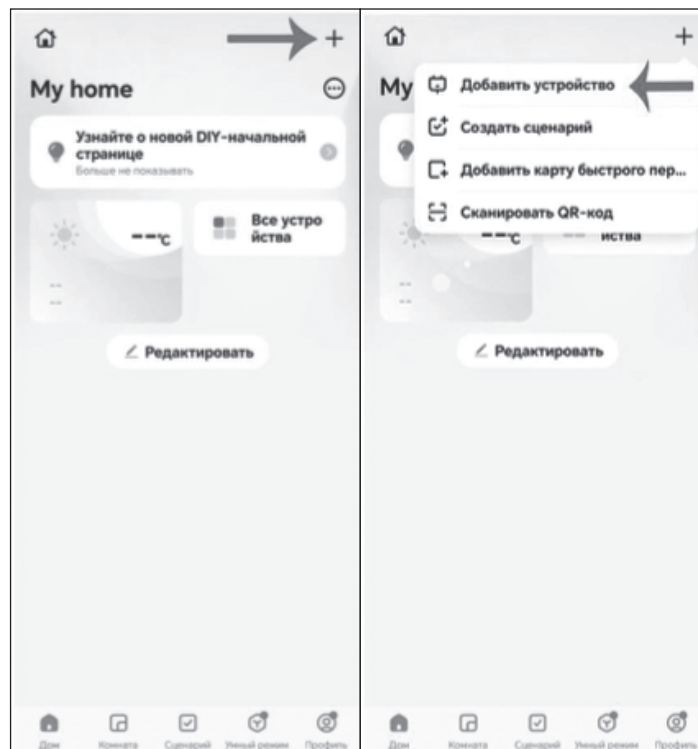 My home
Узнайте о новой DIY-начальной
странице
Больше не показывать
--°C
Все устро
йства
--
--
Редактировать
Дом
Комната
Сценарий
Умный режим
Профиль
My
Добавить устройство
Создать сценарий
Добавить карту быстрого пер...
Сканировать QR-код
--°C
йства
--
--
Редактировать
Дом
Комната
Сценарий
Умный режим
Профиль